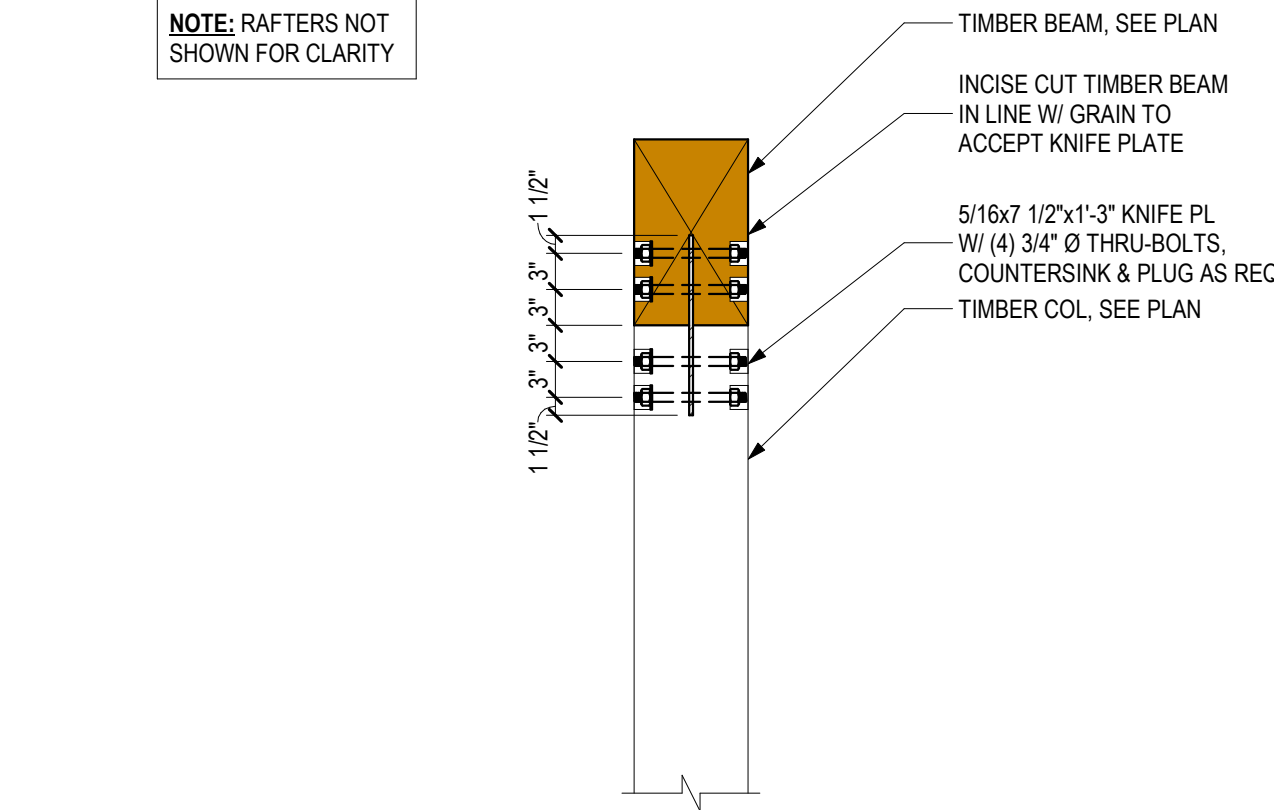 NOTE: RAFTERS NOT
SHOWN FOR CLARITY
TIMBER BEAM, SEE PLAN
INCISE CUT TIMBER BEAM
IN LINE W/ GRAIN TO
ACCEPT KNIFE PLATE
5/16x7 1/2"x1'-3" KNIFE PL
W/ (4) 3/4" Ø THRU-BOLTS,
COUNTERSINK & PLUG AS REQ
TIMBER COL, SEE PLAN
1 1/2"
3"
3"
3"
3"
1 1/2"